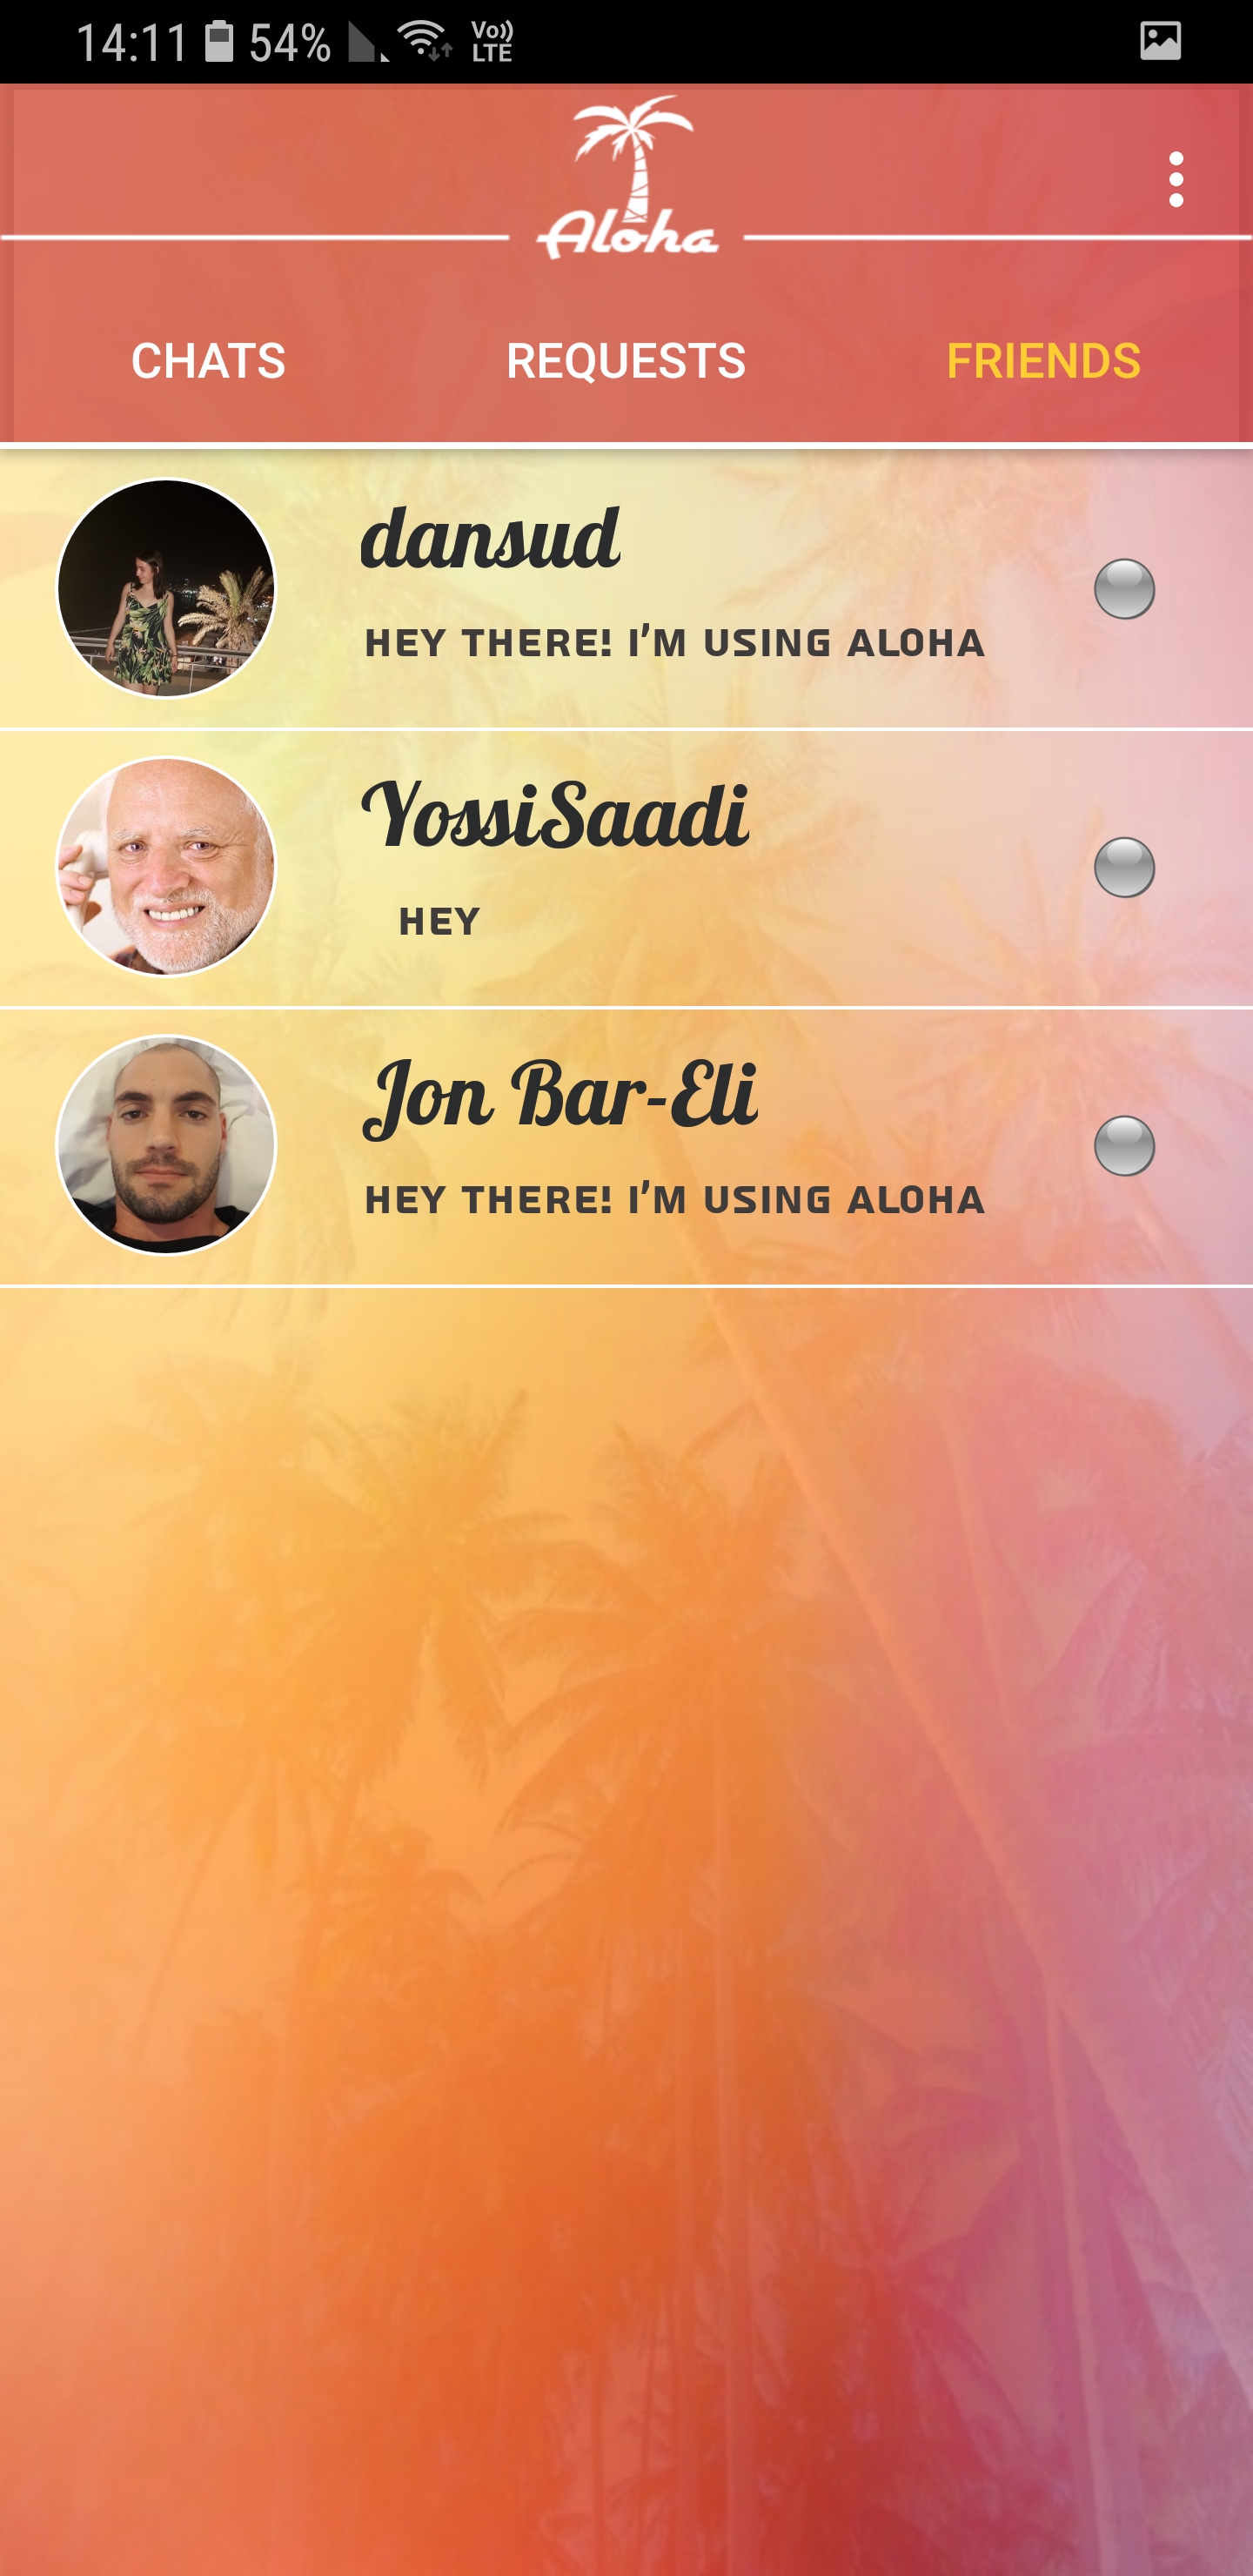 14:11 54% Vo)) LTE
Aloha
CHATS REQUESTS FRIENDS
dansud
HEY THERE! I'M USING ALOHA
YossiSaadi
HEY
Jon Bar-Eli
HEY THERE! I'M USING ALOHA